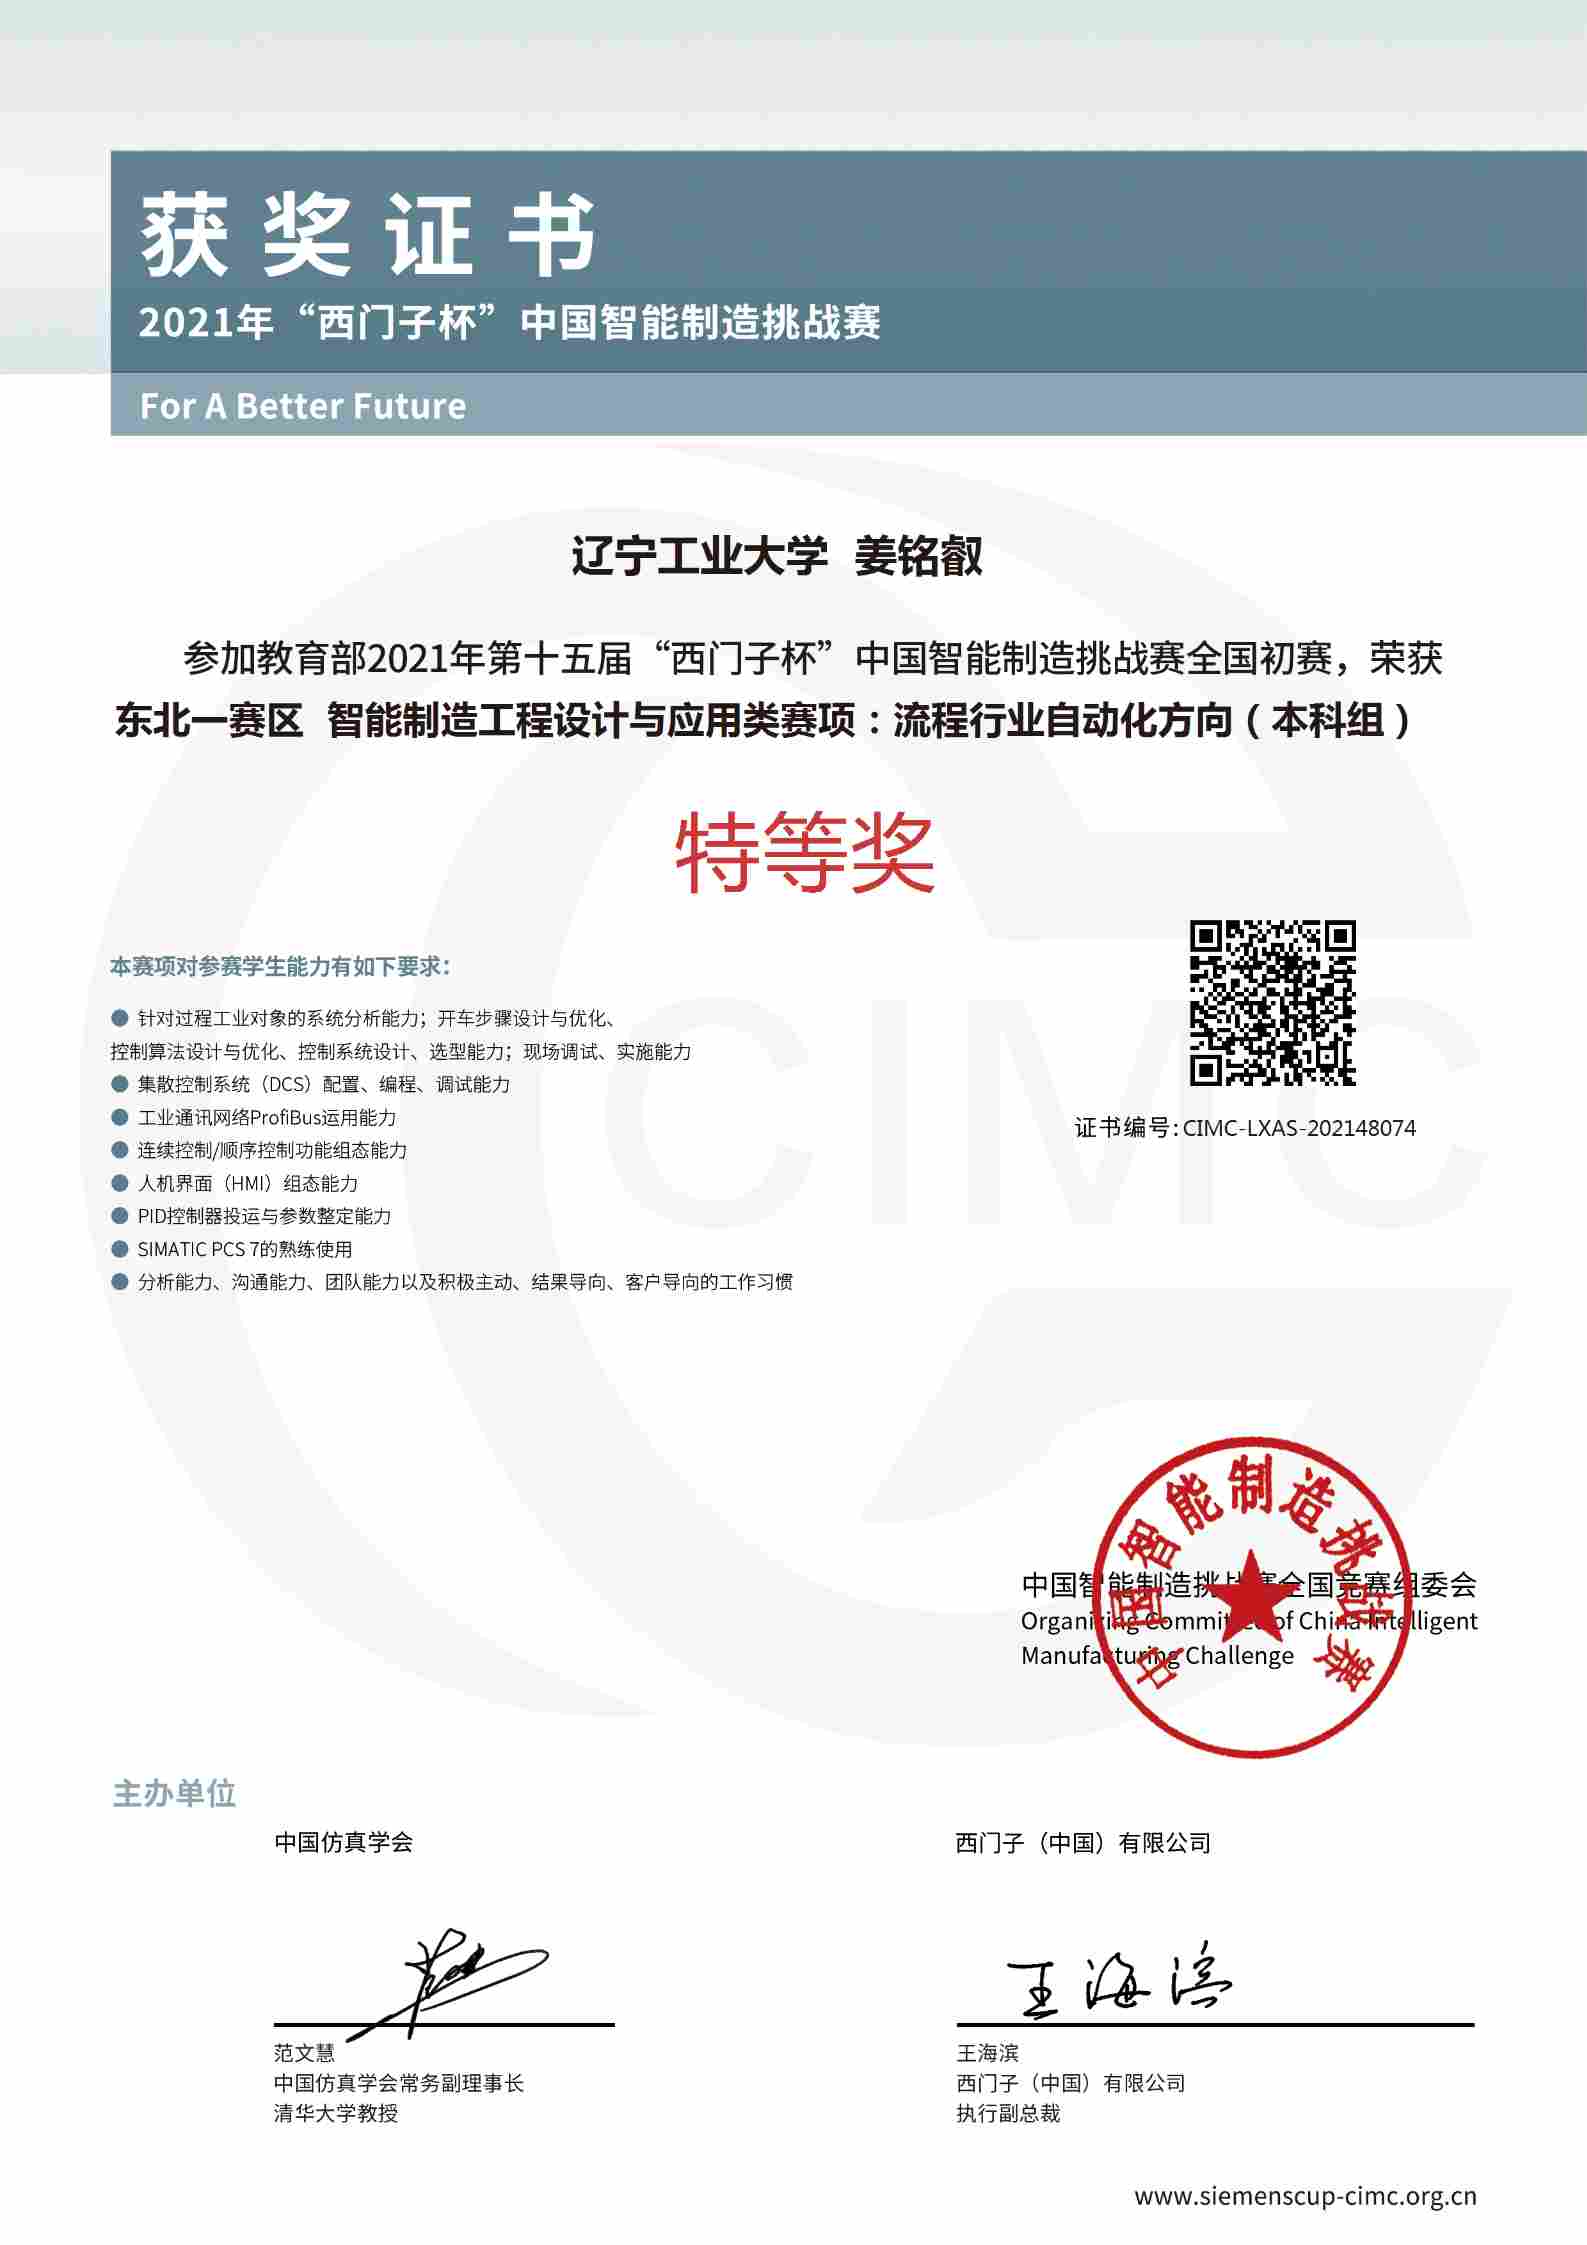 获奖证书
2021年“西门子杯”中国智能制造挑战赛
For A Better Future
辽宁工业大学 姜铭叡
参加教育部2021年第十五届“西门子杯”中国智能制造挑战赛全国初赛，荣获
东北一赛区 智能制造工程设计与应用类赛项：流程行业自动化方向（本科组）
特等奖
本赛项对参赛学生能力有如下要求：
● 针对过程工业对象的系统分析能力；开车步骤设计与优化、
控制算法设计与优化、控制系统设计、选型能力；现场调试、实施能力
● 集散控制系统（DCS）配置、编程、调试能力
● 工业通讯网络ProfiBus运用能力
● 连续控制/顺序控制功能组态能力
● 人机界面（HMI）组态能力
● PID控制器投运与参数整定能力
● SIMATIC PCS 7的熟练使用
● 分析能力、沟通能力、团队能力以及积极主动、结果导向、客户导向的工作习惯
证书编号：CIMC-LXAS-202148074
CIMC
中国智能制造挑战赛
中国智能制造挑战赛全国竞赛组委会
Organizing Committee of China Intelligent
Manufacturing Challenge
主办单位
中国仿真学会
西门子（中国）有限公司
王海滨
范文慧
中国仿真学会常务副理事长
清华大学教授
王海滨
西门子（中国）有限公司
执行副总裁
www.siemenscup-cimc.org.cn